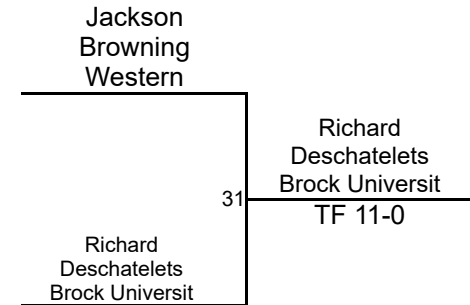 Jackson
Browning
Western
Richard
Deschatelets
Brock Universit
31
TF 11-0
Richard
Deschatelets
Brock Universit